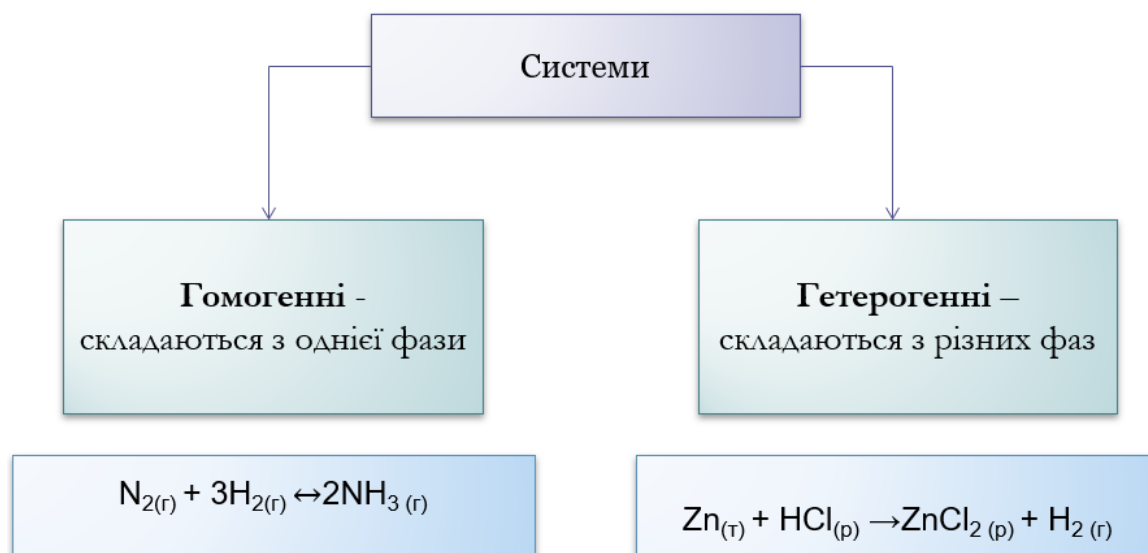 Системи
Гомогенні -
складаються з однієї фази
Гетерогенні –
складаються з різних фаз
N₂(г) + 3H₂(г) ↔2NH₃ (г)
Zn(т) + HCl(р) →ZnCl₂ (р) + H₂ (г)